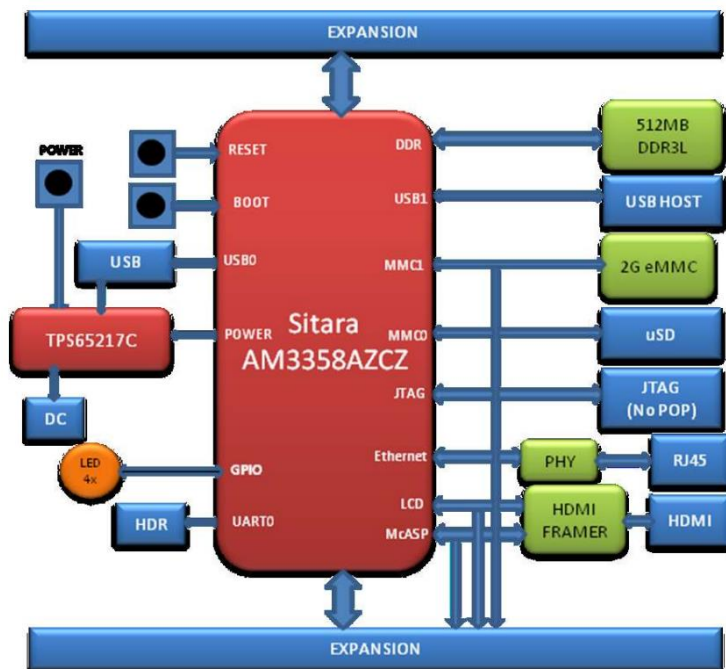 EXPANSION
POWER
RESET
BOOT
USB
USB0
TPS65217C
POWER
DC
LED
4x
GPIO
HDR
UART0
Sitara
AM3358AZCZ
DDR
512MB
DDR3L
USB1
USB HOST
MMC1
2G eMMC
MMC0
uSD
JTAG
JTAG
(No POP)
Ethernet
PHY
RJ45
LCD
McASP
HDMI
FRAMER
HDMI
EXPANSION